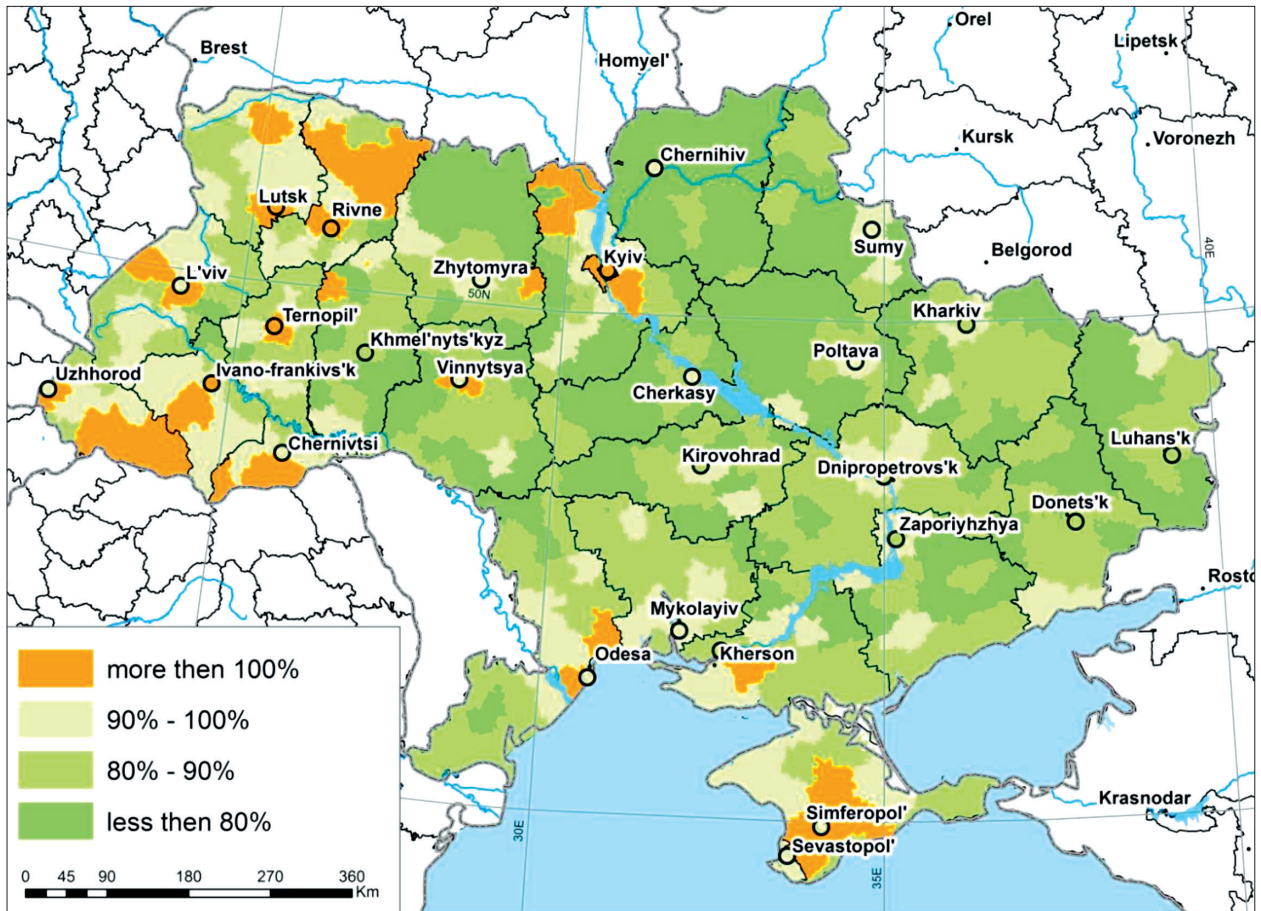 Orel
Lipetsk
Brest
Homyel'
Kursk
Voronezh
Chernihiv
Lutsk
Rivne
Sumy
Belgorod
40E
L'viv
Zhytomyra
50N
Kyiv
Ternopil'
Kharkiv
Khmel'nyts'kyz
Poltava
Uzhhorod
Ivano-frankivs'k
Vinnytsya
Cherkasy
Chernivtsi
Kirovohrad
Dnipropetrovs'k
Luhans'k
Donets'k
Zaporiyhzhya
Rosto
Mykolayiv
Odesa
Kherson
more then 100%
90% - 100%
80% - 90%
less then 80%
Krasnodar
Simferopol'
Sevastopol'
30E
35E
0 45 90 180 270 360
Km